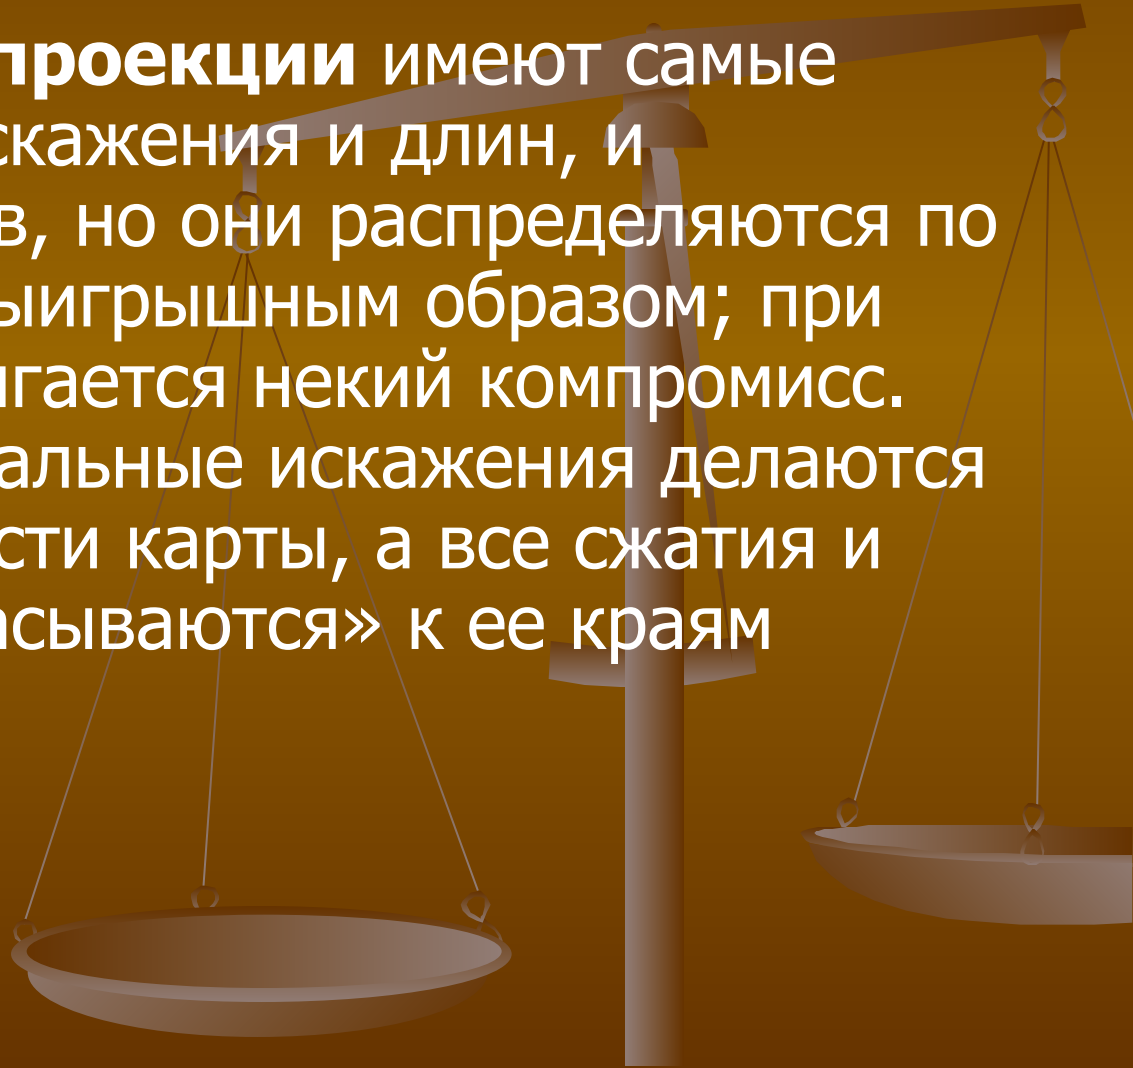 проекции имеют самые
скажения и длин, и
в, но они распределяются по
ыигрышным образом; при
игается некий компромисс.
альные искажения делаются
сти карты, а все сжатия и
асываются» к ее краям